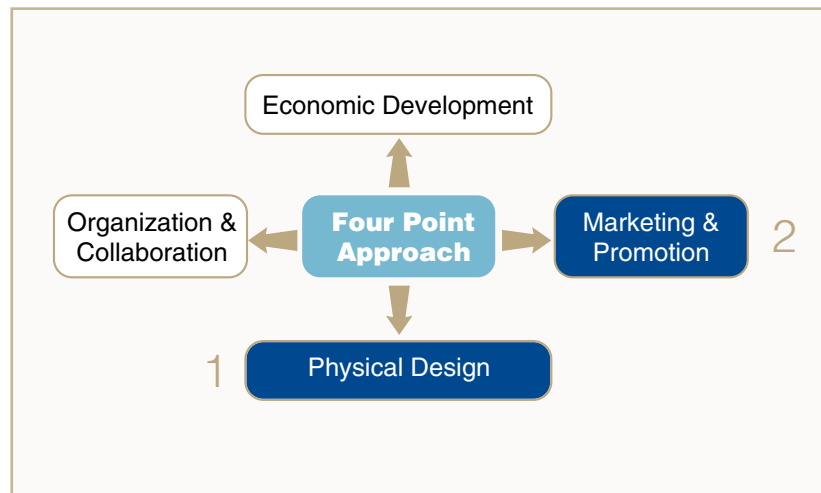 Economic Development
Organization &
Collaboration
Four Point
Approach
Marketing &
Promotion
2
1
Physical Design